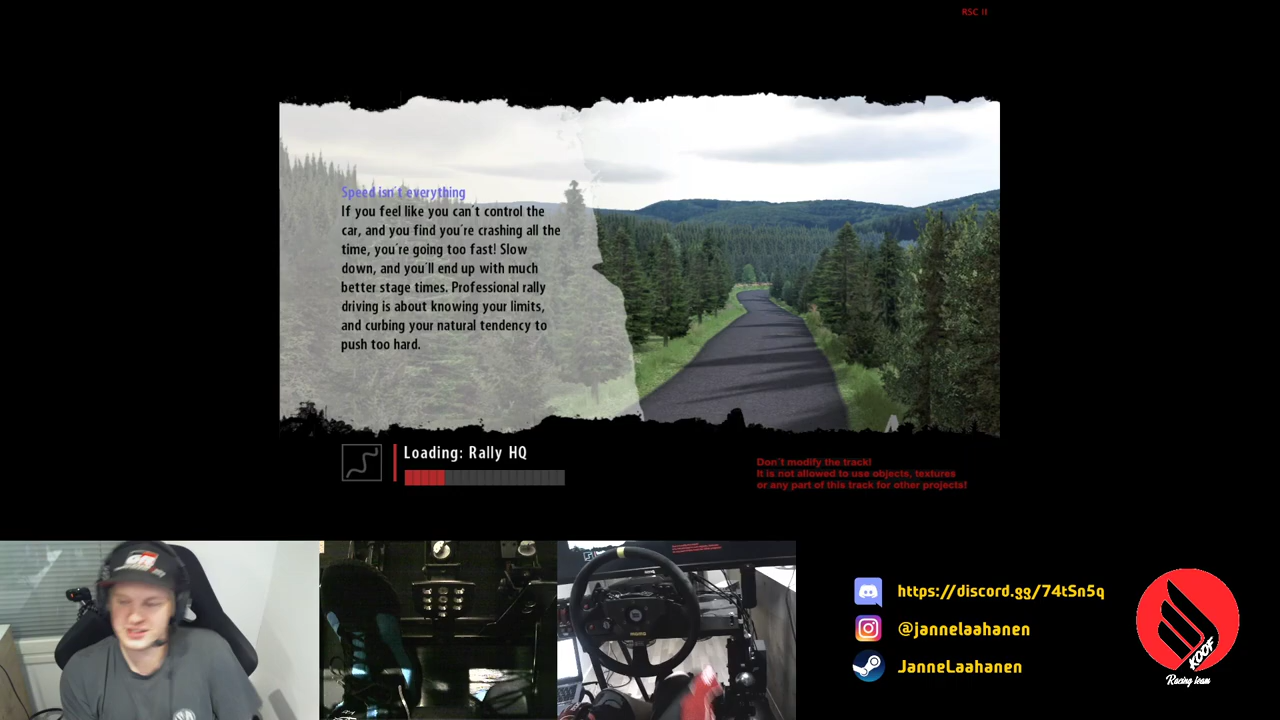 RSC II
Speed isn't everything
If you feel like you can't control the
car, and you find you're crashing all the
time, you're going too fast! Slow
down, and you'll end up with much
better stage times. Professional rally
driving is about knowing your limits,
and curbing your natural tendency to
push too hard.
Loading: Rally HQ
Don't modify the track!
It is not allowed to use objects, textures
or any part of this track for other projects!
https://discord.gg/74tSn5q
@jannelaahanen
JanneLaahanen
KOOF
Racing team
GR